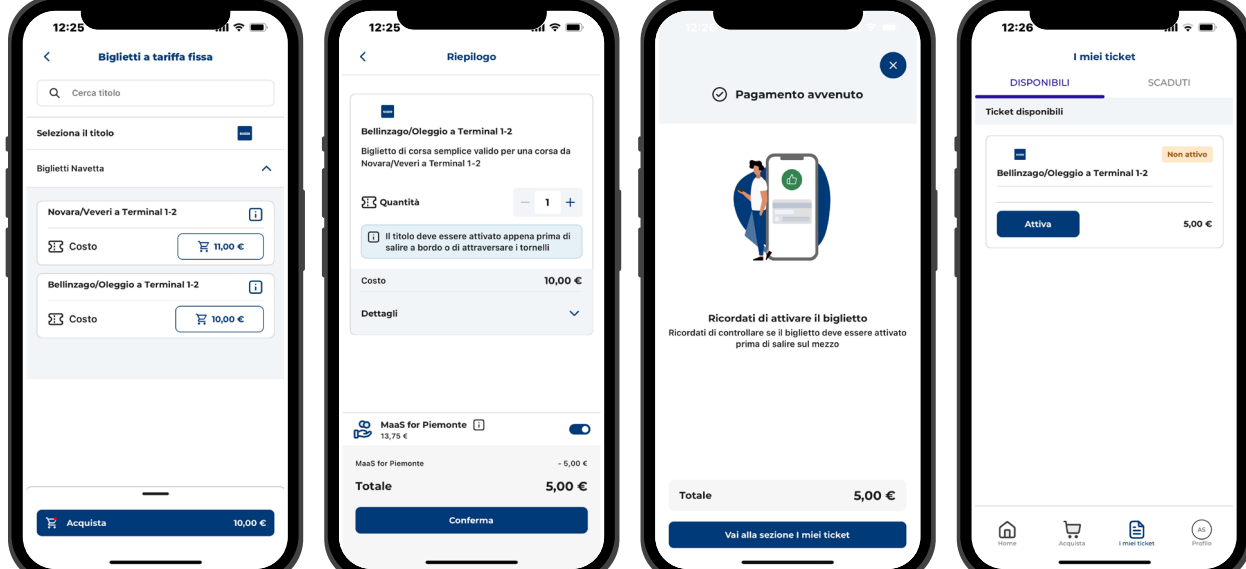 12:25
Biglietti a tariffa fissa
Cerca titolo
Seleziona il titolo
Biglietti Navetta
Novara/Veveri a Terminal 1-2
Costo
11,00 €
Bellinzago/Oleggio a Terminal 1-2
Costo
10,00 €
Acquista 10,00 €
12:25
Riepilogo
Bellinzago/Oleggio a Terminal 1-2
Biglietto di corsa semplice valido per una corsa da
Novara/Veveri a Terminal 1-2
Quantità
1
Il titolo deve essere attivato appena prima di
salire a bordo o di attraversare i tornelli
Costo 10,00 €
Dettagli
MaaS for Piemonte
13,75 €
MaaS for Piemonte - 5,00 €
Totale 5,00 €
Conferma
Pagamento avvenuto
Ricordati di attivare il biglietto
Ricordati di controllare se il biglietto deve essere attivato
prima di salire sul mezzo
Totale 5,00 €
Vai alla sezione I miei ticket
12:26
I miei ticket
DISPONIBILI SCADUTI
Ticket disponibili
Non attivo
Bellinzago/Oleggio a Terminal 1-2
Attiva 5,00 €
AS
Home Acquista I miei ticket Profilo